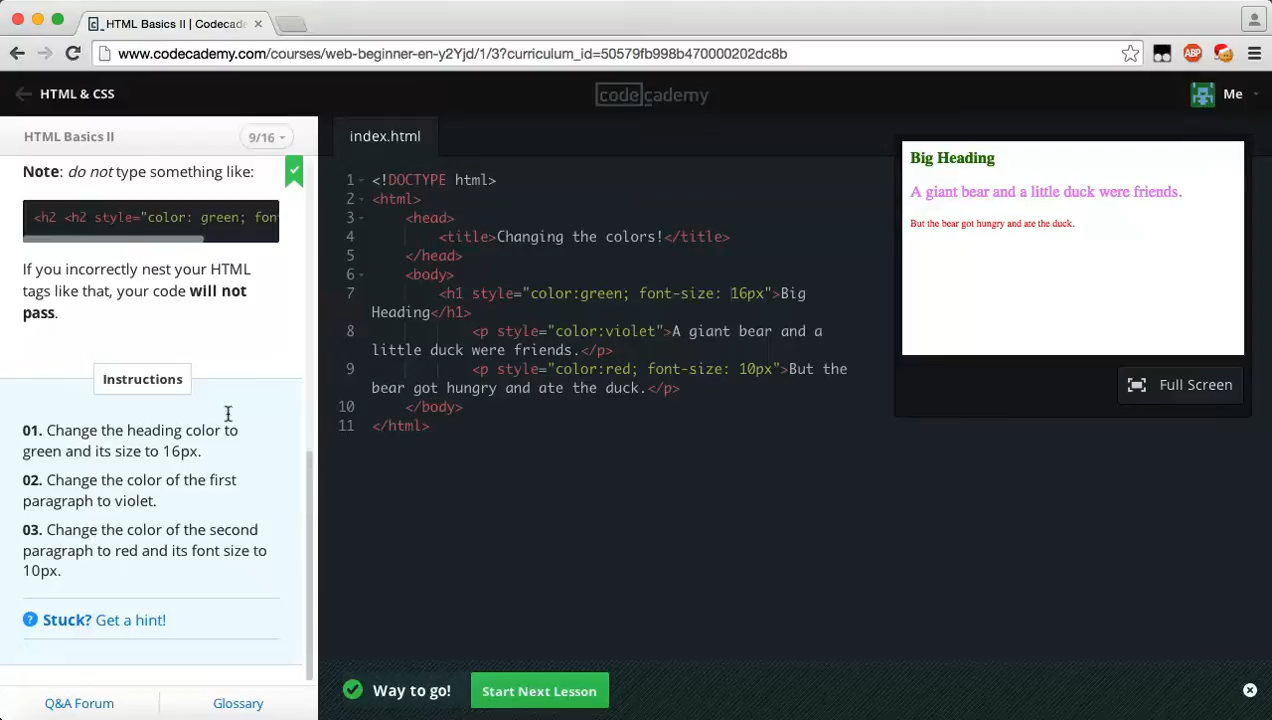 HTML Basics II | Codecade
www.codecademy.com/courses/web-beginner-en-y2Yjd/1/3?curriculum_id=50579fb998b470000202dc8b
ABP
HTML & CSS
codecademy
Me
HTML Basics II
9/16
Note: do not type something like:
<h2 <h2 style="color: green; fon
If you incorrectly nest your HTML
tags like that, your code will not
pass.
Instructions
01. Change the heading color to
green and its size to 16px.
02. Change the color of the first
paragraph to violet.
03. Change the color of the second
paragraph to red and its font size to
10px.
? Stuck? Get a hint!
Q&A Forum
Glossary
index.html
1 <!DOCTYPE html>
2 <html>
3 <head>
4 <title>Changing the colors!</title>
5 </head>
6 <body>
7 <h1 style="color:green; font-size: 16px">Big
Heading</h1>
8 <p style="color:violet">A giant bear and a
little duck were friends.</p>
9 <p style="color:red; font-size: 10px">But the
bear got hungry and ate the duck.</p>
10 </body>
11 </html>
Big Heading
A giant bear and a little duck were friends.
But the bear got hungry and ate the duck.
Full Screen
Way to go!
Start Next Lesson